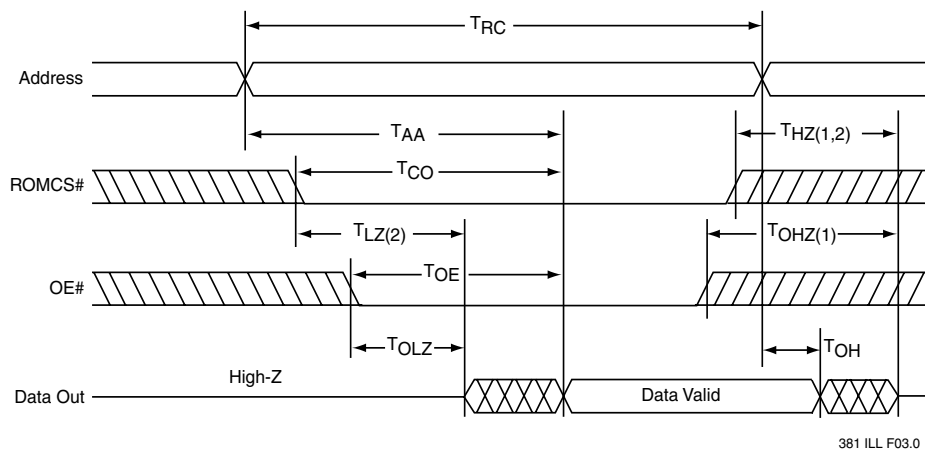 TRC
Address
TAA
THZ(1,2)
TCO
ROMCS#
TLZ(2)
TOHZ(1)
TOE
OE#
TOLZ
TOH
High-Z
Data Out
Data Valid
381 ILL F03.0